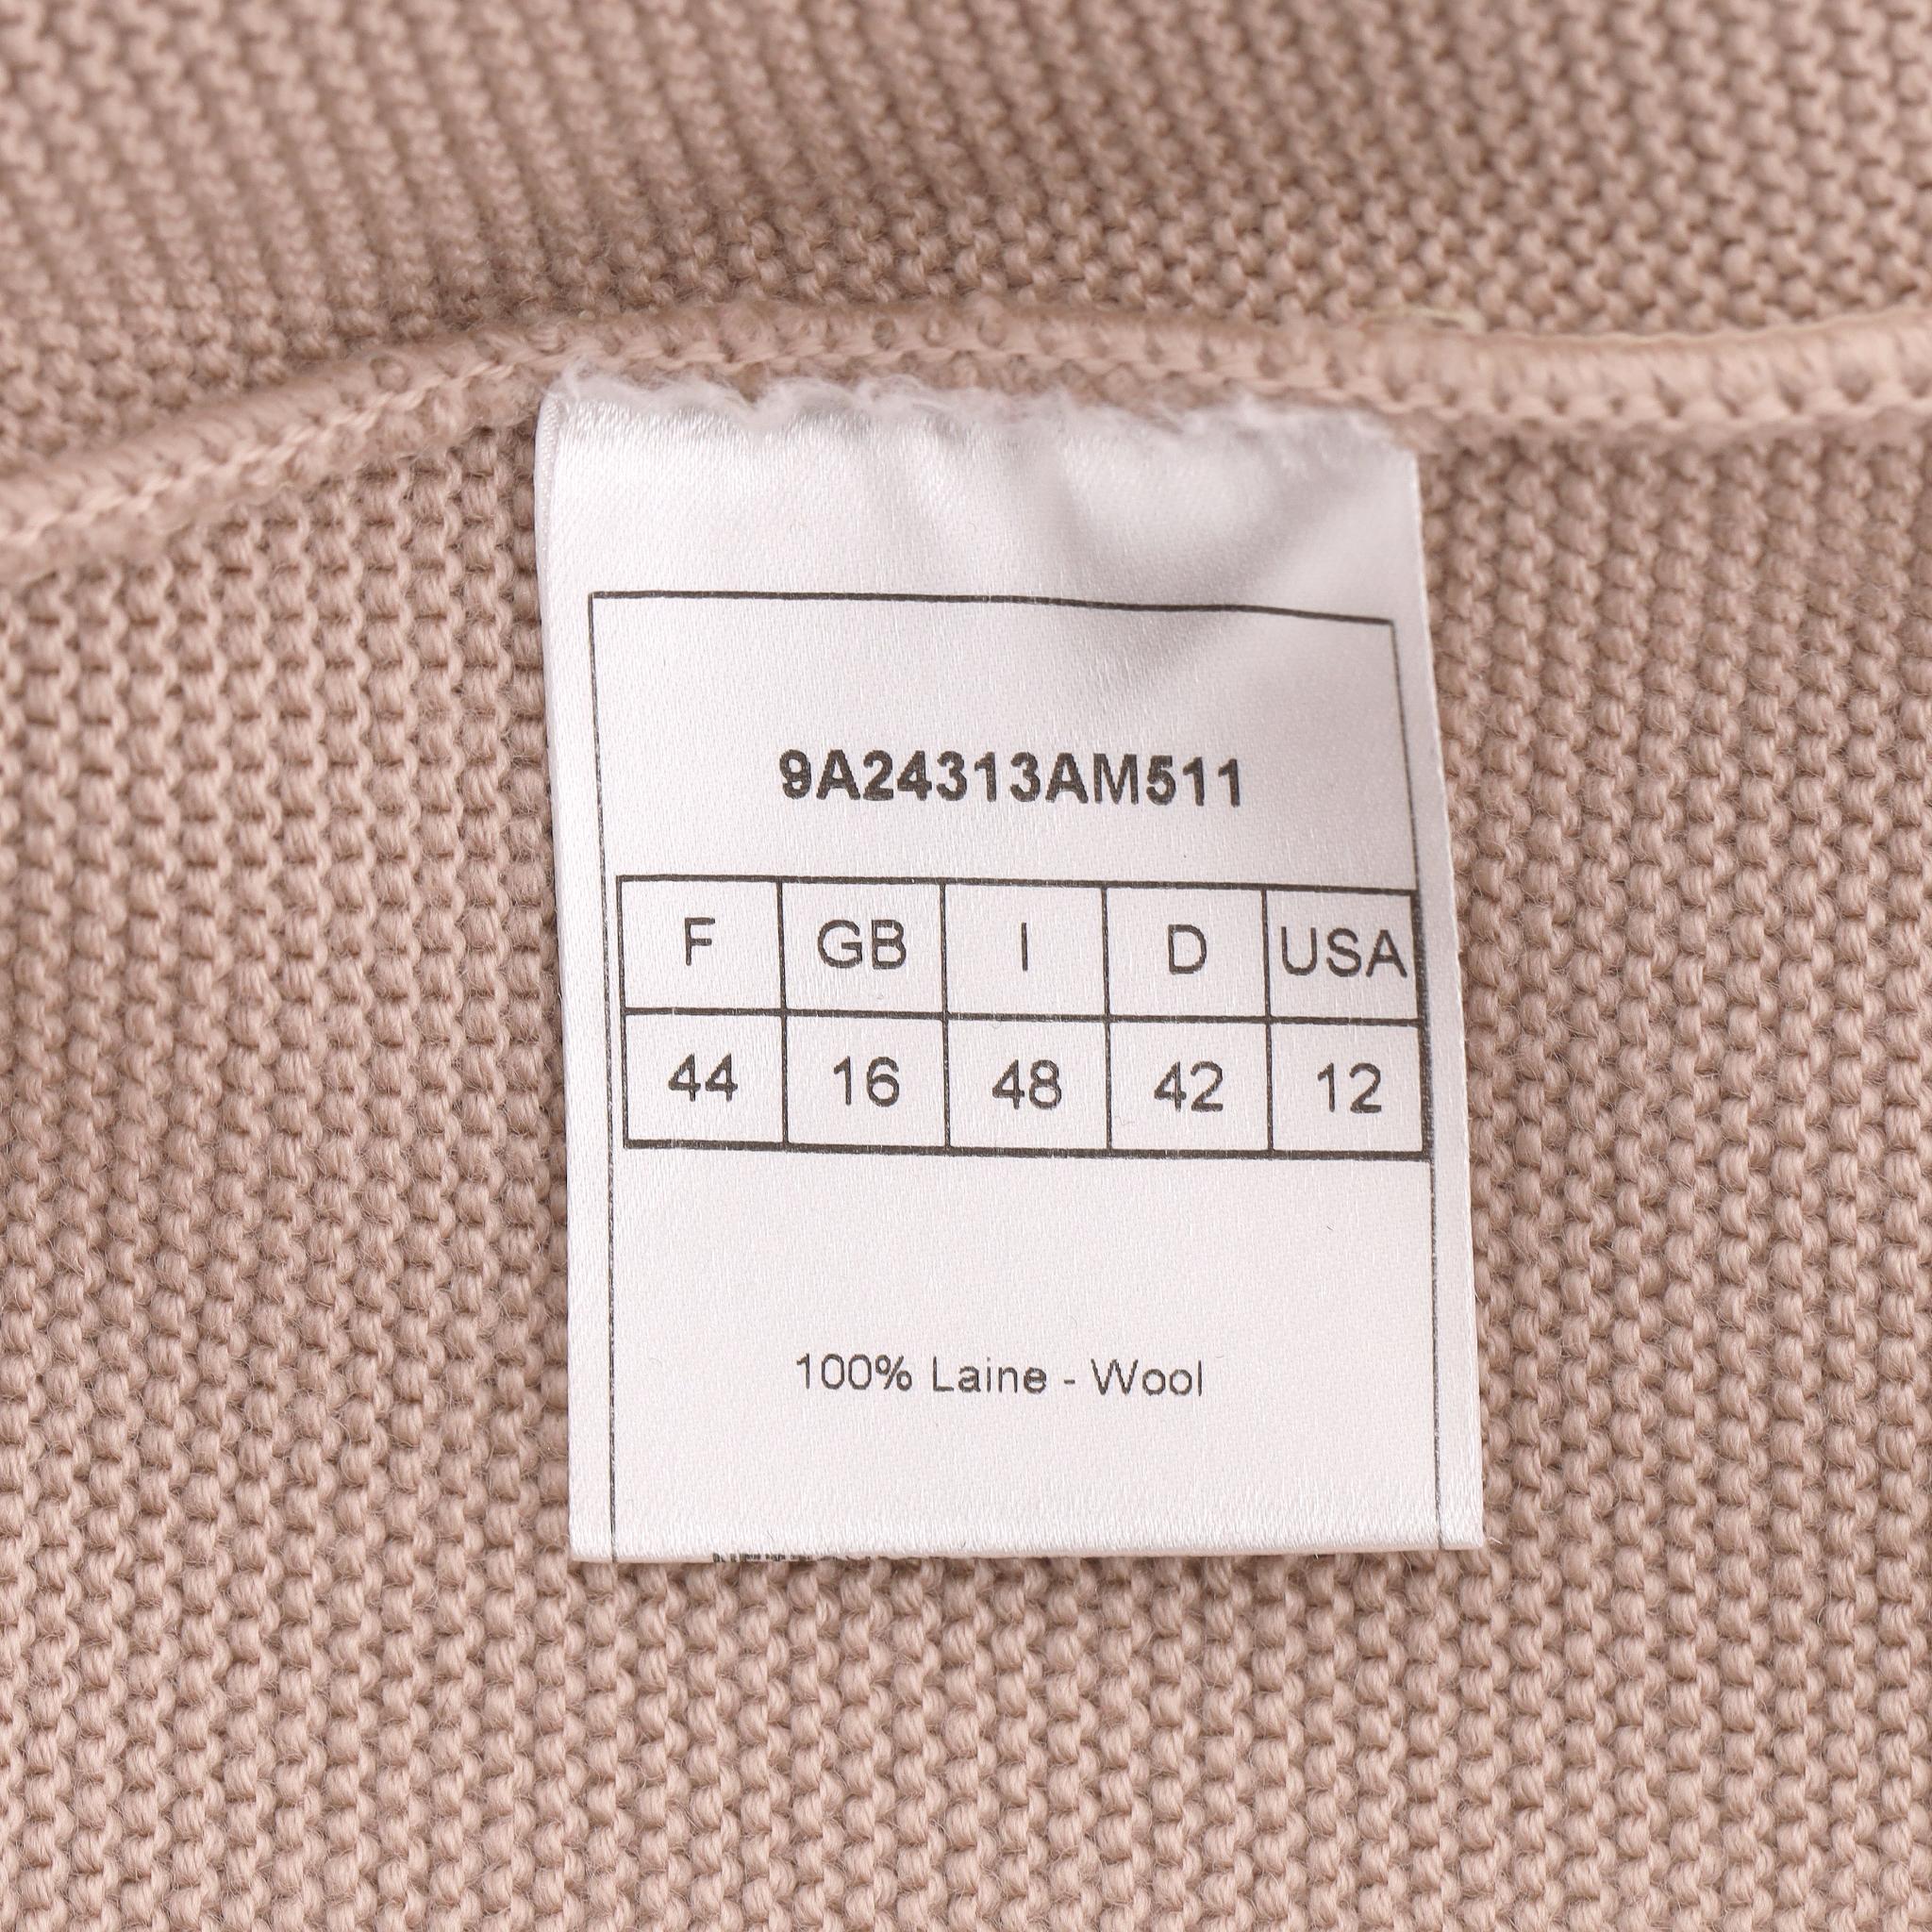 9A24313AM511
F GB I D USA
44 16 48 42 12
100% Laine - Wool